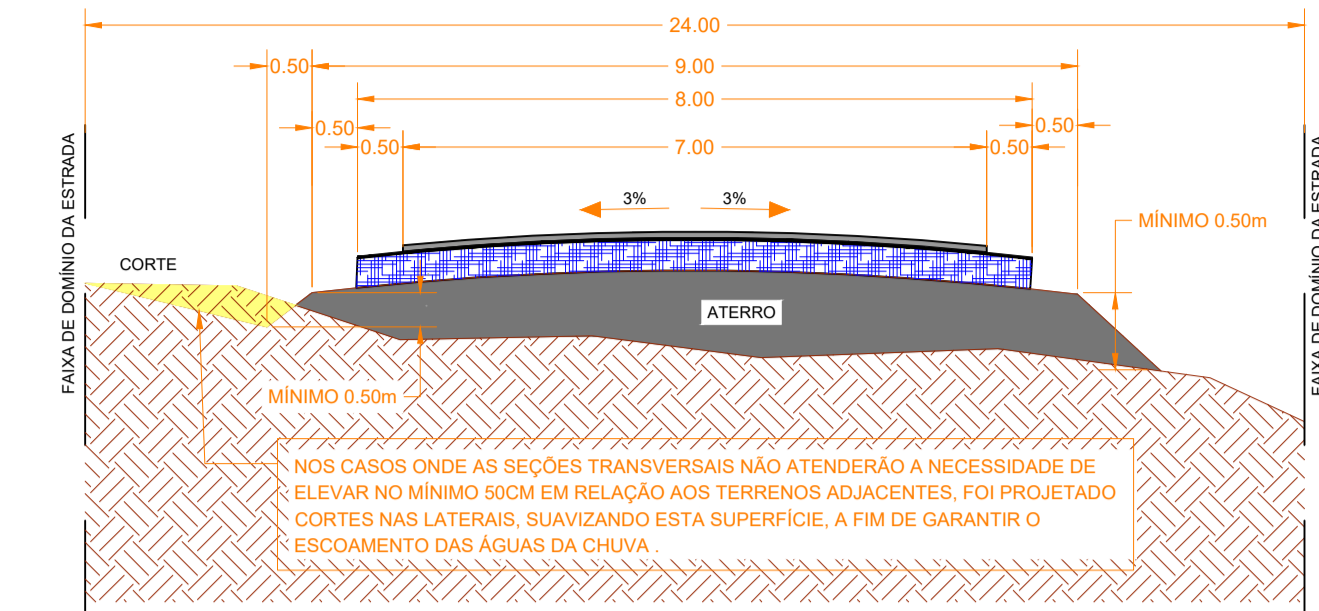 24.00
0.50
9.00
8.00
0.50
0.50
0.50
7.00
0.50
3%
3%
MÍNIMO 0.50m
CORTE
FAIXA DE DOMÍNIO DA ESTRADA
FAIXA DE DOMÍNIO DA ESTRADA
ATERRO
MÍNIMO 0.50m
NOS CASOS ONDE AS SEÇÕES TRANSVERSAIS NÃO ATENDERÃO A NECESSIDADE DE
ELEVAR NO MÍNIMO 50CM EM RELAÇÃO AOS TERRENOS ADJACENTES, FOI PROJETADO
CORTES NAS LATERAIS, SUAVIZANDO ESTA SUPERFÍCIE, A FIM DE GARANTIR O
ESCOAMENTO DAS ÁGUAS DA CHUVA .